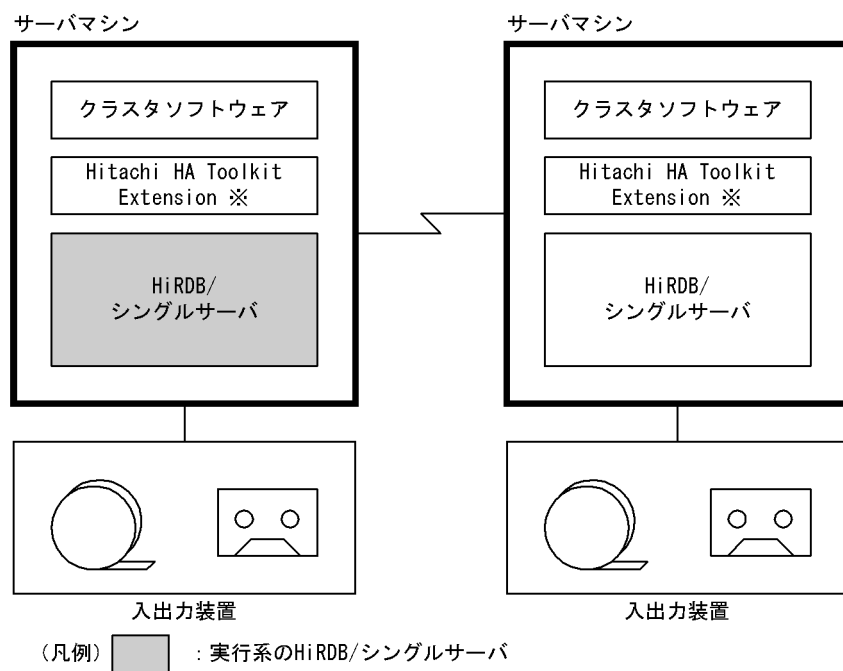 サーバマシン
サーバマシン
クラスタソフトウェア
クラスタソフトウェア
Hitachi HA Toolkit
Extension ※
Hitachi HA Toolkit
Extension ※
HiRDB/
シングルサーバ
HiRDB/
シングルサーバ
入出力装置
入出力装置
（凡例） ：実行系のHiRDB/シングルサーバ